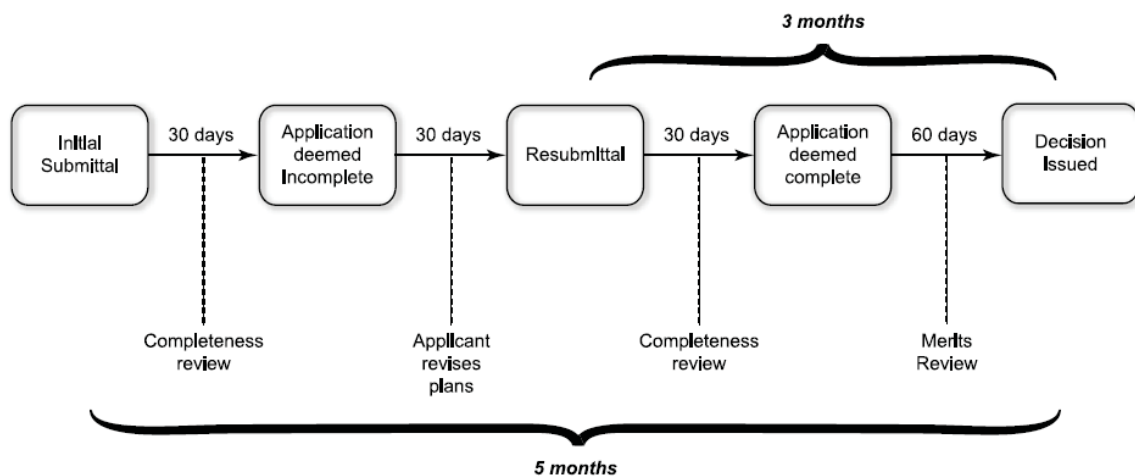 3 months
Initial
Submittal
30 days
Application
deemed
Incomplete
30 days
Resubmittal
30 days
Application
deemed
complete
60 days
Decision
Issued
Completeness
review
Applicant
revises
plans
Completeness
review
Merits
Review
5 months